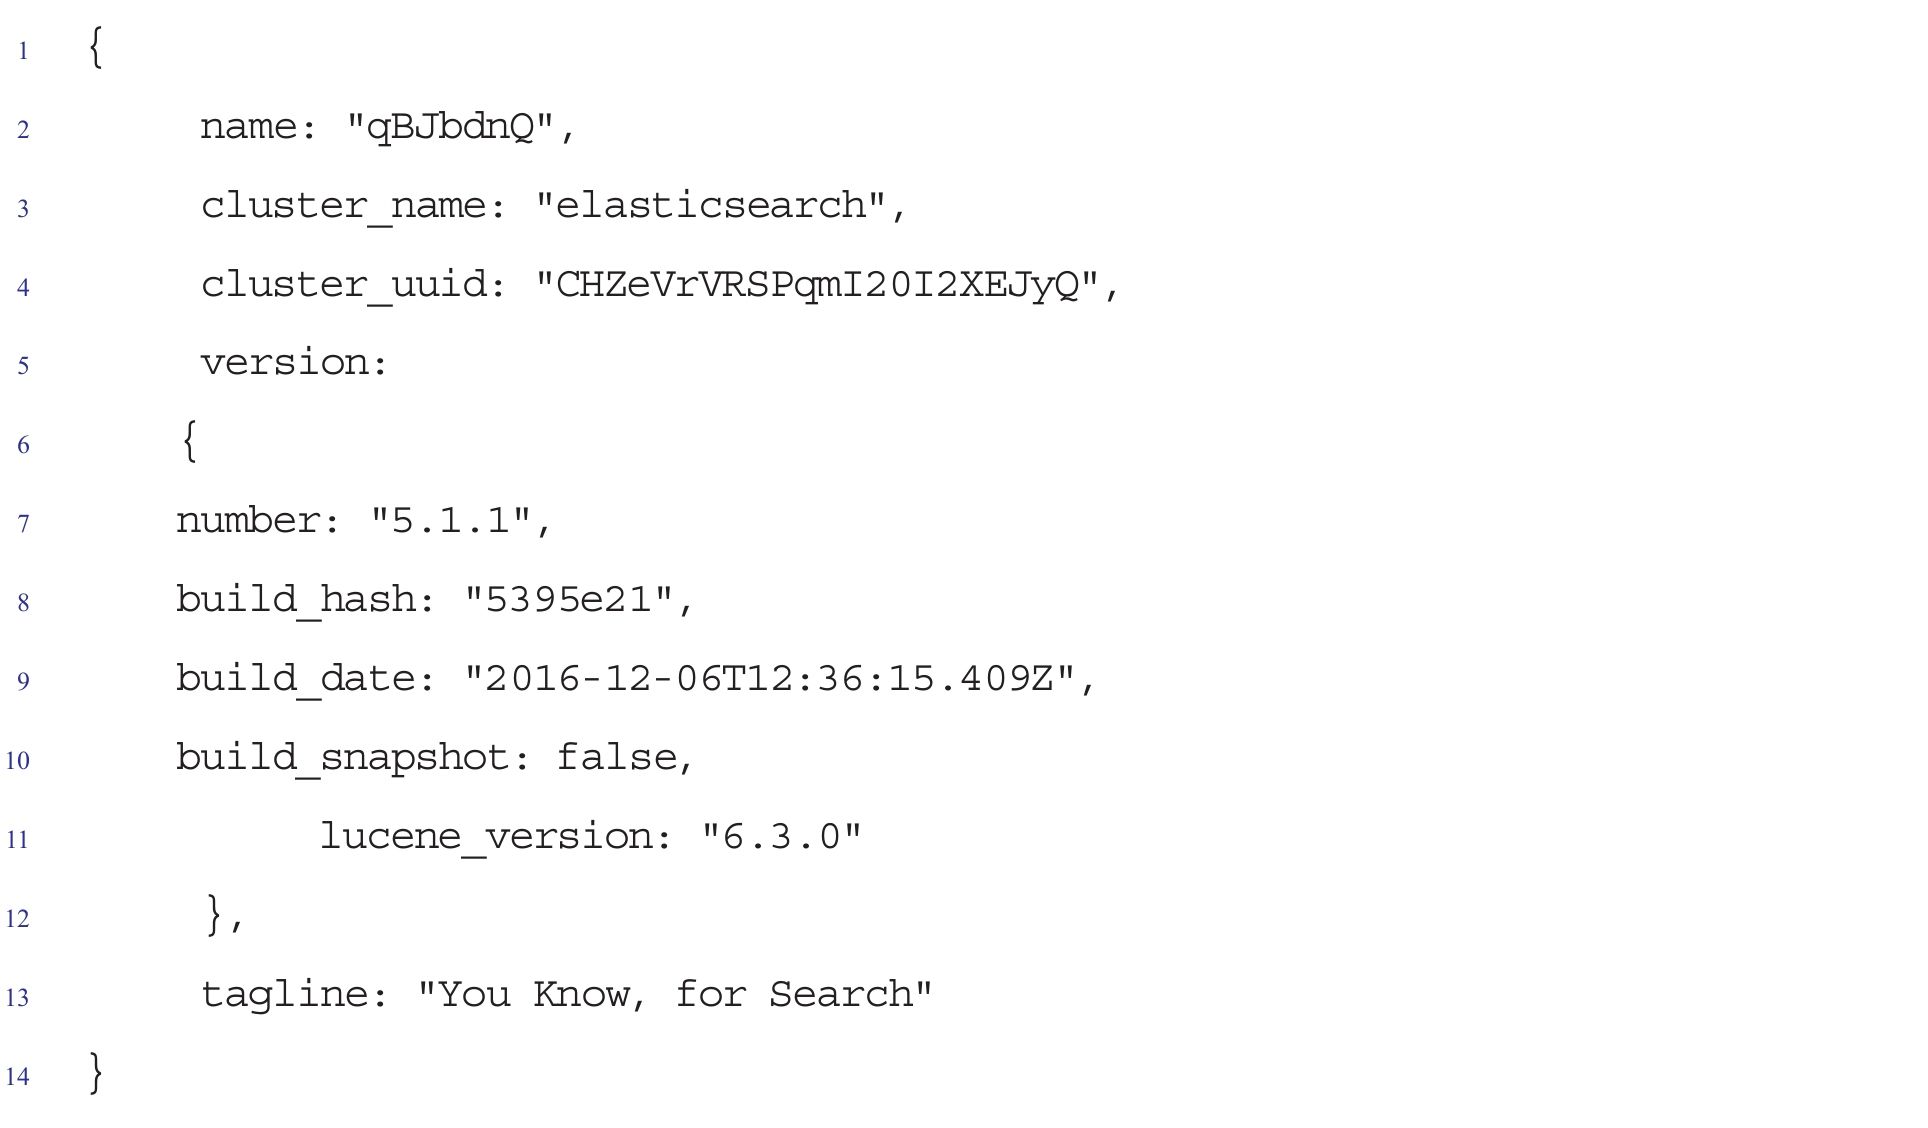 1 {
2 name: "qBJbdnQ",
3 cluster_name: "elasticsearch",
4 cluster_uuid: "CHZeVrVRSPqmI20I2XEJyQ",
5 version:
6 {
7 number: "5.1.1",
8 build_hash: "5395e21",
9 build_date: "2016-12-06T12:36:15.409Z",
10 build_snapshot: false,
11 lucene_version: "6.3.0"
12 },
13 tagline: "You Know, for Search"
14 }